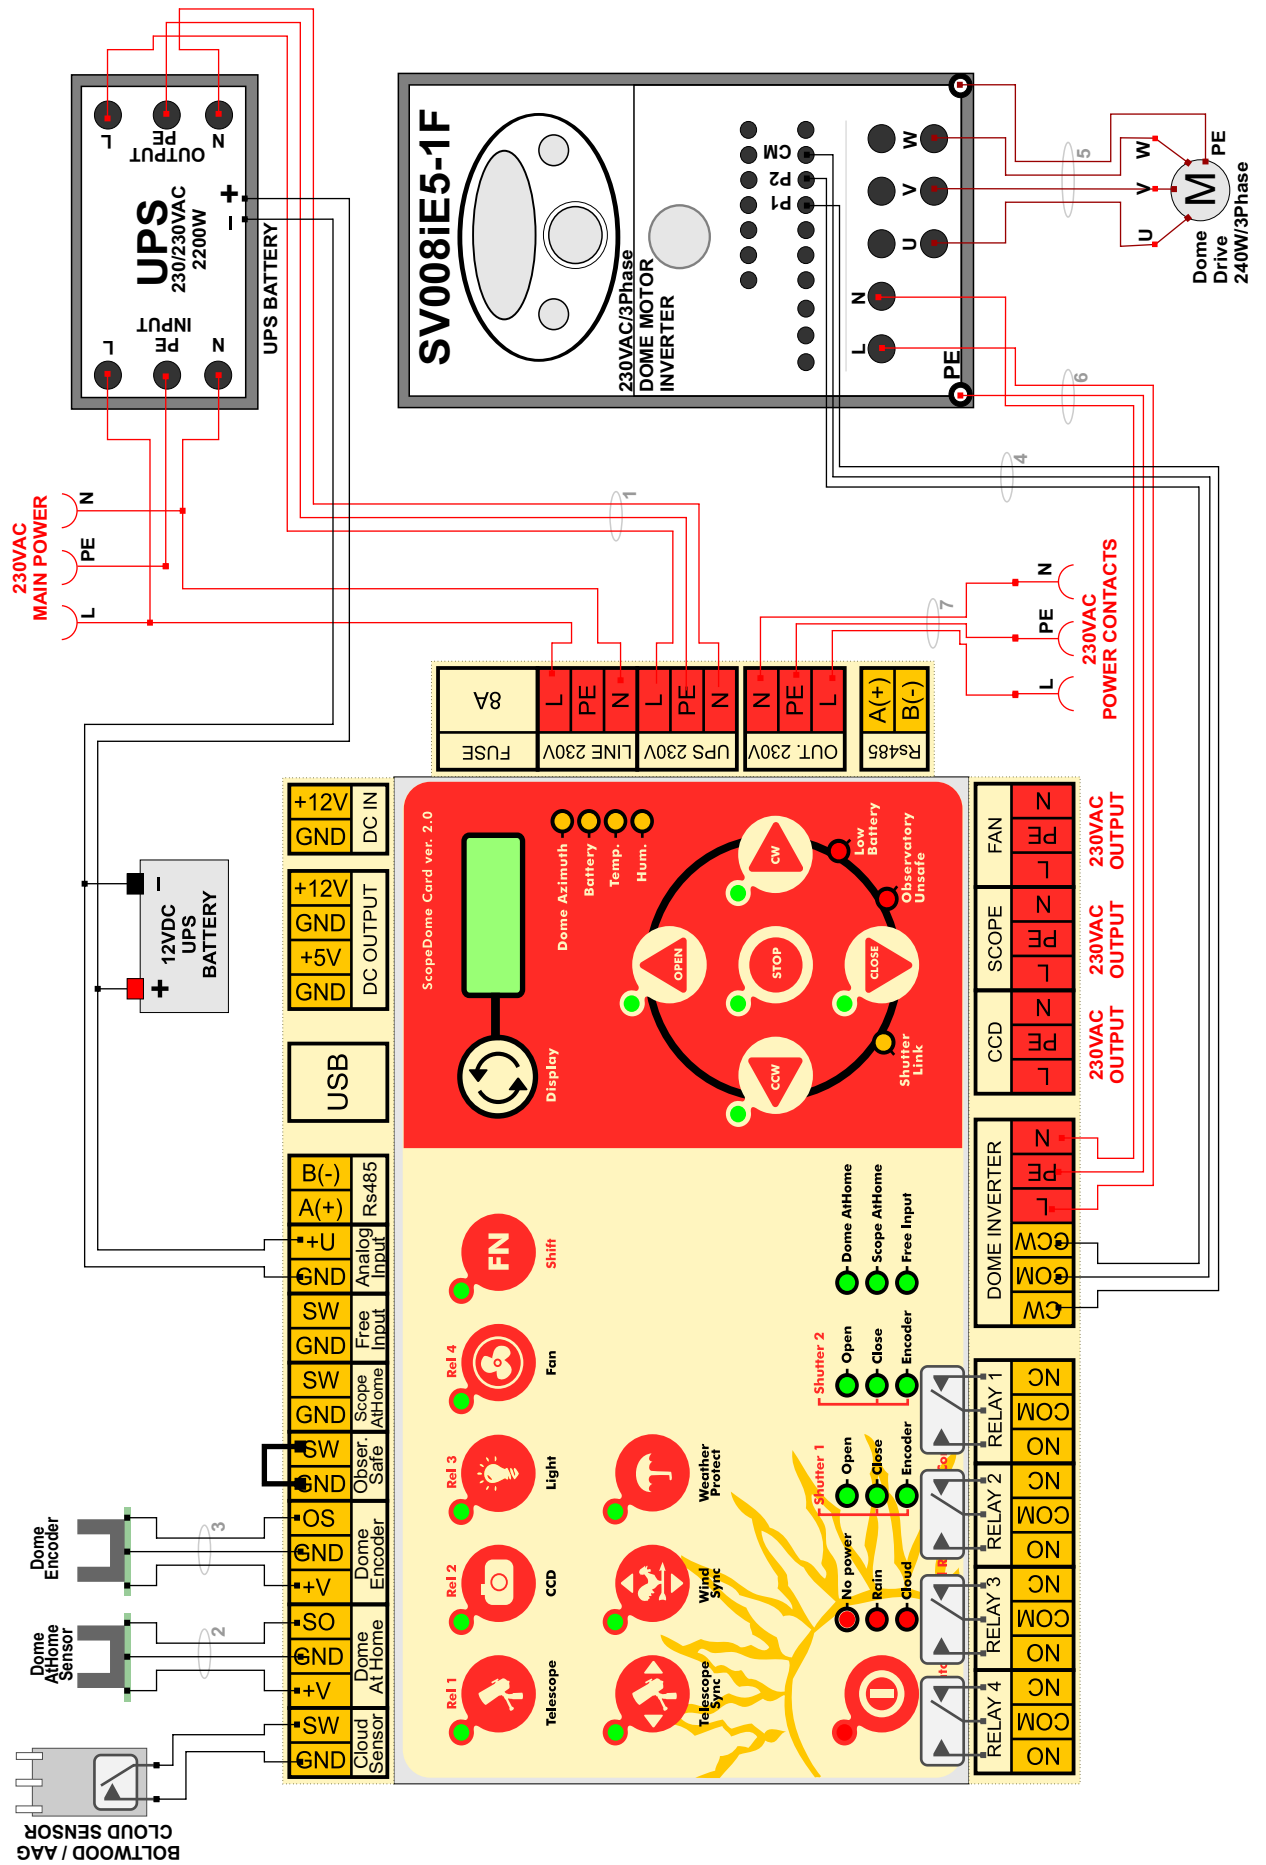 230VAC
MAIN POWER
L
PE
N
L
PE
N
INPUT
UPS
230/230VAC
2200W
L
PE
N
OUTPUT
+
−
UPS BATTERY
SV008iE5-1F
230VAC/3Phase
DOME MOTOR
INVERTER
P1
P2
CM
L
N
U
V
W
PE
U
V
W
PE
M
Dome
Drive
240W/3Phase
5
6
4
1
7
230VAC
POWER CONTACTS
L
PE
N
12VDC
UPS
BATTERY
+
−
FUSE
8A
LINE 230V
L
PE
N
UPS 230V
L
PE
N
OUT. 230V
N
PE
L
Rs485
A(+)
B(-)
DC IN
+12V
GND
DC OUTPUT
+12V
GND
+5V
GND
USB
Rs485
B(-)
A(+)
Analog
Input
+U
GND
Free
Input
SW
GND
Scope
AtHome
SW
GND
Obser.
Safe
SW
GND
Dome
Encoder
OS
GND
+V
Dome
At Home
SO
GND
+V
Cloud
Sensor
SW
GND
Dome
Encoder
3
Dome
AtHome
Sensor
2
BOLTWOOD / AAG
CLOUD SENSOR
ScopeDome Card ver. 2.0
Display
Dome Azimuth
Battery
Temp.
Hum.
OPEN
STOP
CLOSE
CW
CCW
Low
Battery
Observatory
Unsafe
Shutter
Link
FN
Shift
Rel 4
Fan
Rel 3
Light
Rel 2
CCD
Rel 1
Telescope
Weather
Protect
Wind
Sync
Telescope
Sync
Dome AtHome
Scope AtHome
Free Input
Shutter 2
Open
Close
Encoder
Shutter 1
Open
Close
Encoder
No power
Rain
Cloud
FAN
N
PE
L
230VAC
OUTPUT
SCOPE
N
PE
L
230VAC
OUTPUT
CCD
N
PE
L
230VAC
OUTPUT
DOME INVERTER
N
PE
L
CCW
COM
CW
RELAY 1
NC
COM
NO
RELAY 2
NC
COM
NO
RELAY 3
NC
COM
NO
RELAY 4
NC
COM
NO